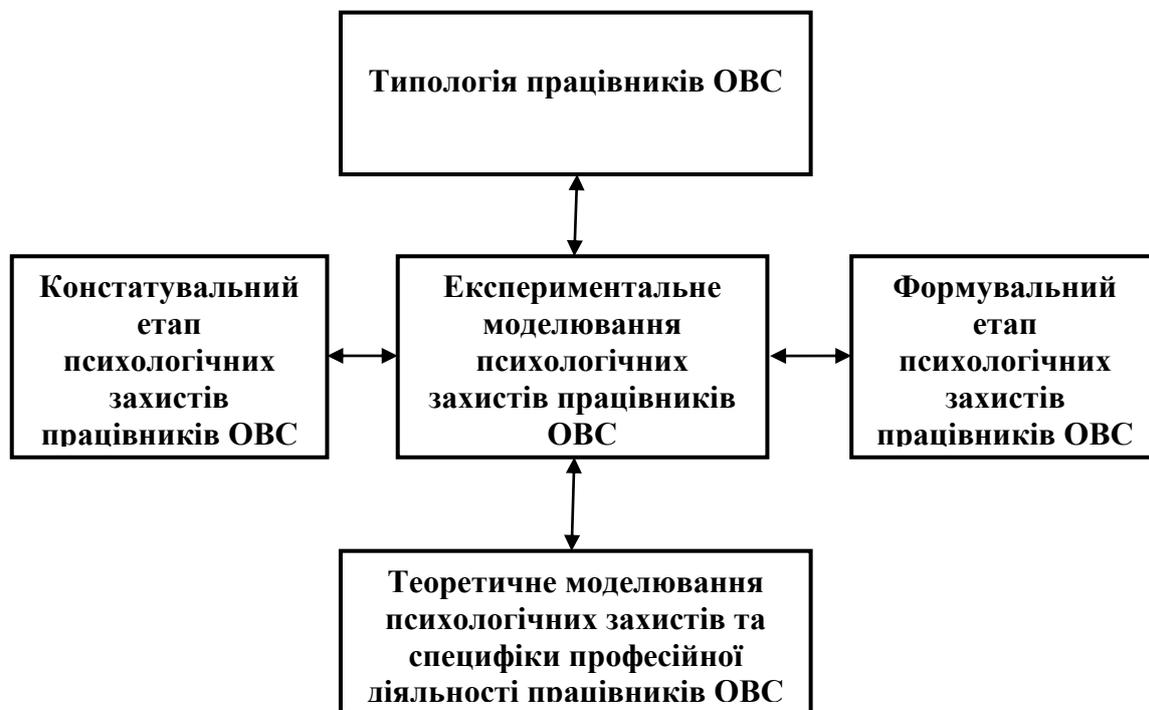 Типологія працівників ОВС
Констатувальний
етап
психологічних
захистів
працівників ОВС
Експериментальне
моделювання
психологічних
захистів працівників
ОВС
Формувальний
етап
психологічних
захистів
працівників ОВС
Теоретичне моделювання
психологічних захистів та
специфіки професійної
діяльності працівників ОВС